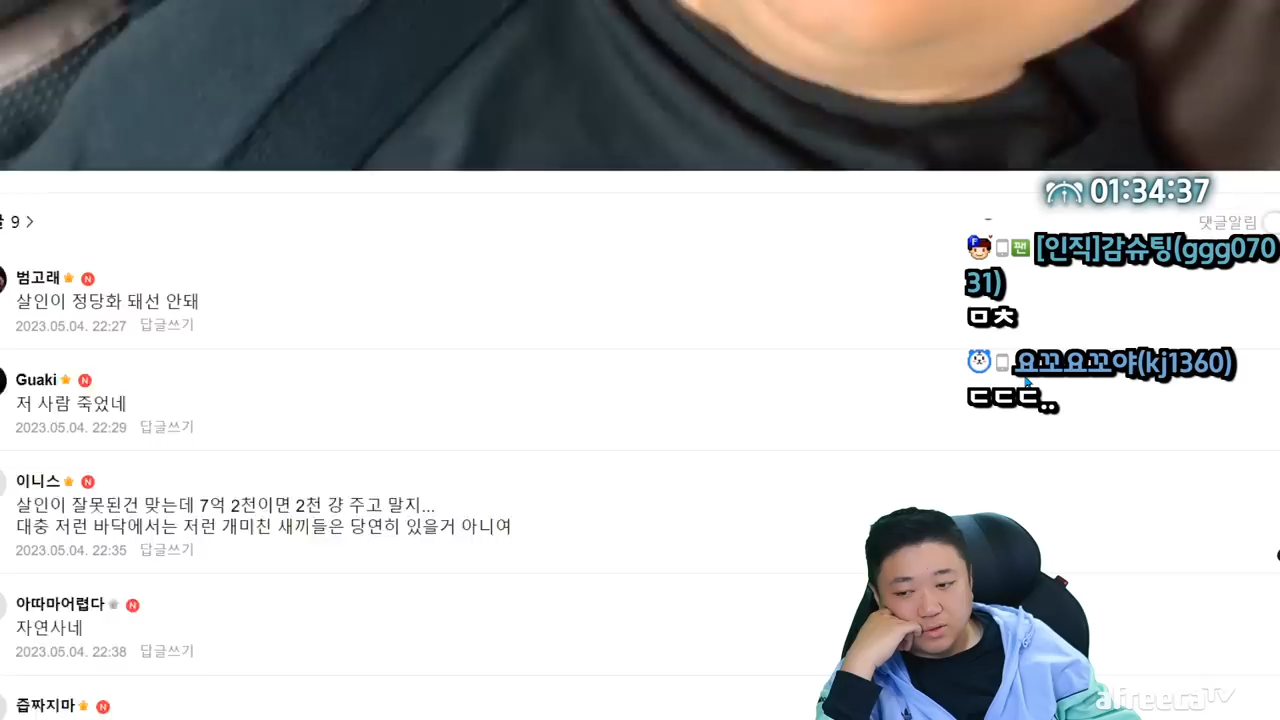 01:34:37
9 >
댓글알림
범고래
살인이 정당화 돼선 안돼
2023.05.04. 22:27 답글쓰기
Guaki
저 사람 죽었네
2023.05.04. 22:29 답글쓰기
이니스
살인이 잘못된건 맞는데 7억 2천이면 2천 걍 주고 말지...
대충 저런 바닥에서는 저런 개미친 새끼들은 당연히 있을거 아니여
2023.05.04. 22:35 답글쓰기
아따마어렵다
자연사네
2023.05.04. 22:38 답글쓰기
즙짜지마
팬 [인직]감슈팅(ggg070
31)
ㅁㅊ
요꼬요꼬야(kj1360)
ㄷㄷㄷ..
afreecaTV